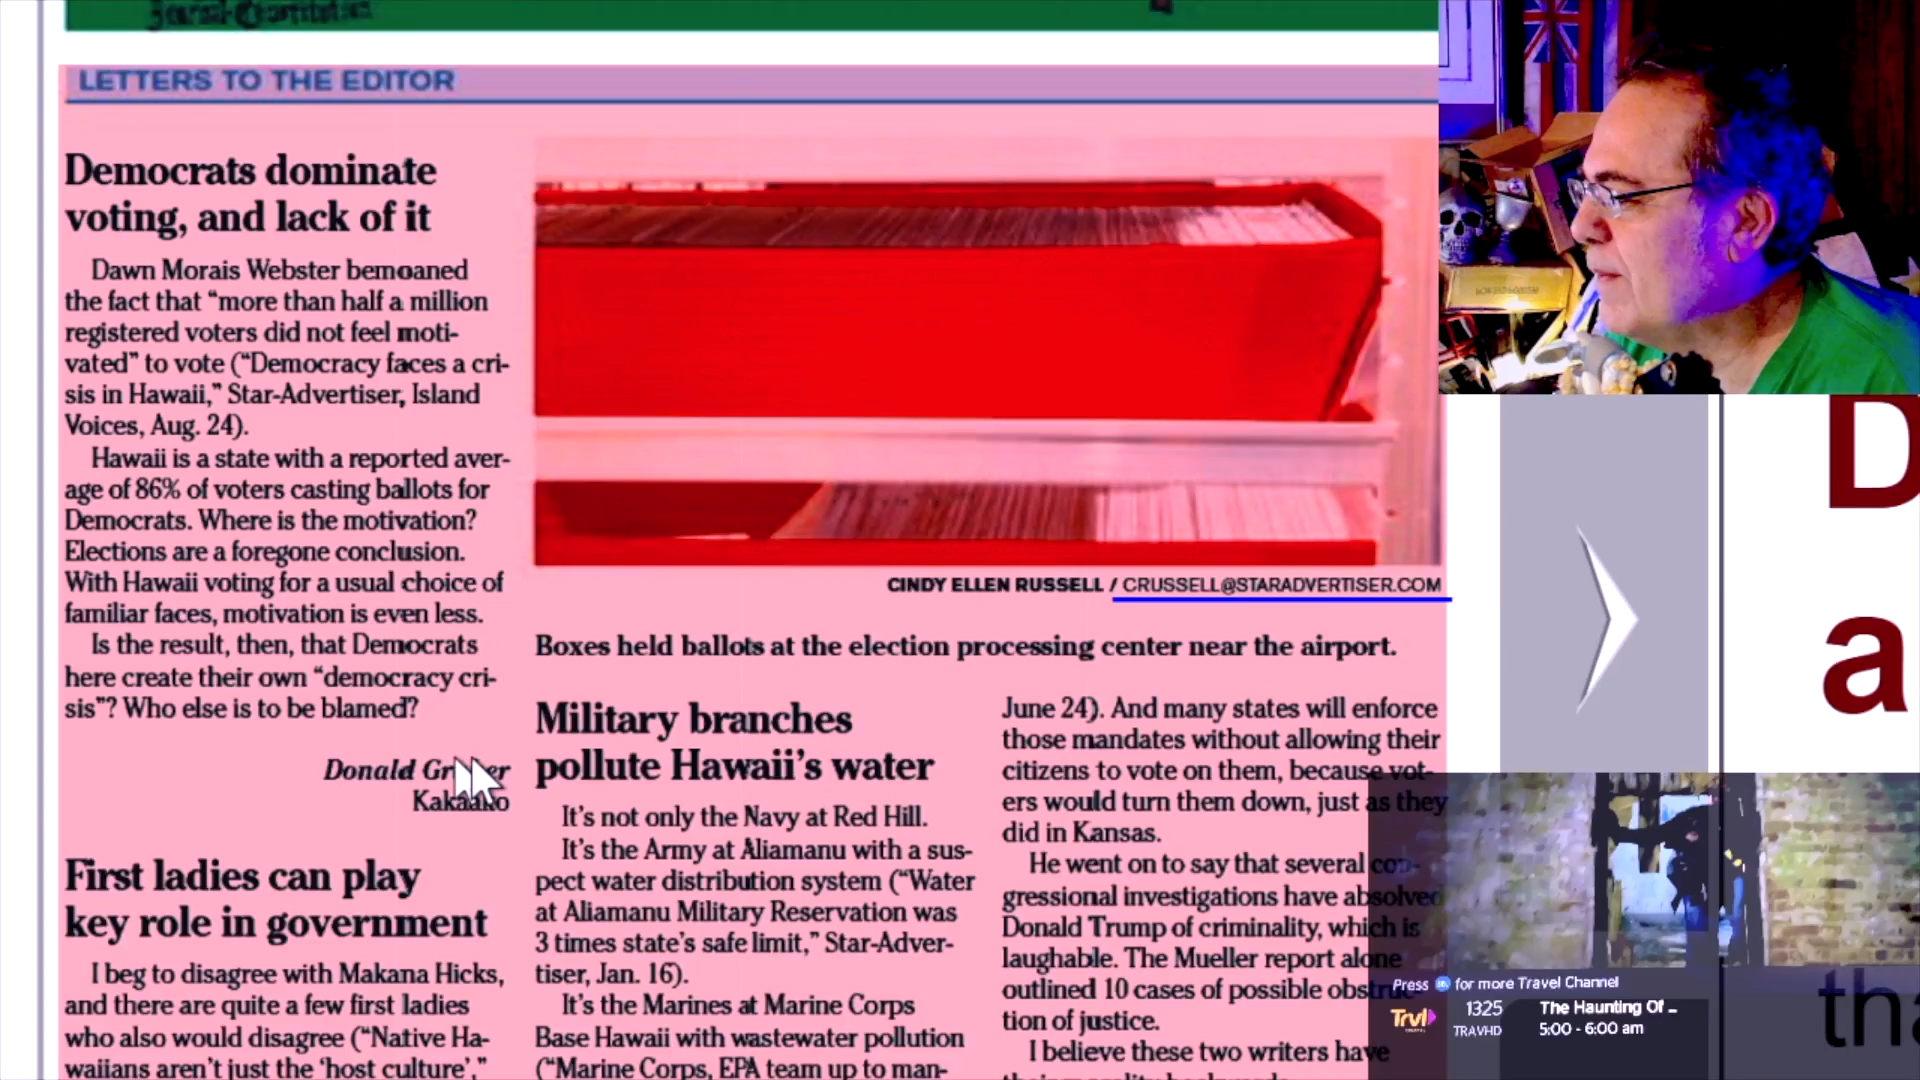 LETTERS TO THE EDITOR
Democrats dominate
voting, and lack of it
Dawn Morais Webster bemoaned
the fact that “more than half a million
registered voters did not feel moti-
vated” to vote (“Democracy faces a cri-
sis in Hawaii,” Star-Advertiser, Island
Voices, Aug. 24).
Hawaii is a state with a reported aver-
age of 86% of voters casting ballots for
Democrats. Where is the motivation?
Elections are a foregone conclusion.
With Hawaii voting for a usual choice of
familiar faces, motivation is even less.
Is the result, then, that Democrats
here create their own “democracy cri-
sis”? Who else is to be blamed?
Donald
Kakaako
First ladies can play
key role in government
I beg to disagree with Makana Hicks,
and there are quite a few first ladies
who also would disagree (“Native Ha-
waiians aren’t just the ‘host culture’,”
CINDY ELLEN RUSSELL / CRUSSELL@STARADVERTISER.COM
Boxes held ballots at the election processing center near the airport.
Military branches
pollute Hawaii’s water
It’s not only the Navy at Red Hill.
It’s the Army at Aliamanu with a sus-
pect water distribution system (“Water
at Aliamanu Military Reservation was
3 times state’s safe limit,” Star-Adver-
tiser, Jan. 16).
It’s the Marines at Marine Corps
Base Hawaii with wastewater pollution
(“Marine Corps, EPA team up to man-
June 24). And many states will enforce
those mandates without allowing their
citizens to vote on them, because vot-
ers would turn them down, just as they
did in Kansas.
He went on to say that several con-
gressional investigations have absolved
Donald Trump of criminality, which is
laughable. The Mueller report alone
outlined 10 cases of possible obstruc-
tion of justice.
I believe these two writers have
D
a
tha
Press for more Travel Channel
Trvl
1325
TRAVHD
The Haunting Of ...
5:00 - 6:00 am